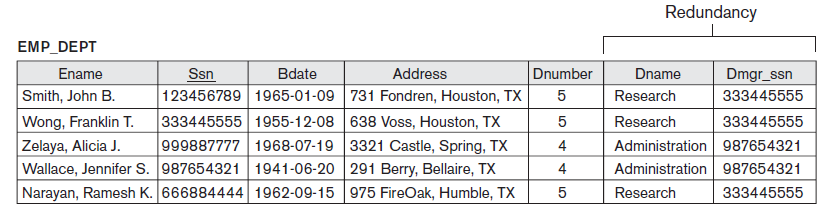 Redundancy
EMP_DEPT
Ename Ssn Bdate Address Dnumber Dname Dmgr_ssn
Smith, John B. 123456789 1965-01-09 731 Fondren, Houston, TX 5 Research 333445555
Wong, Franklin T. 333445555 1955-12-08 638 Voss, Houston, TX 5 Research 333445555
Zelaya, Alicia J. 999887777 1968-07-19 3321 Castle, Spring, TX 4 Administration 987654321
Wallace, Jennifer S. 987654321 1941-06-20 291 Berry, Bellaire, TX 4 Administration 987654321
Narayan, Ramesh K. 666884444 1962-09-15 975 FireOak, Humble, TX 5 Research 333445555